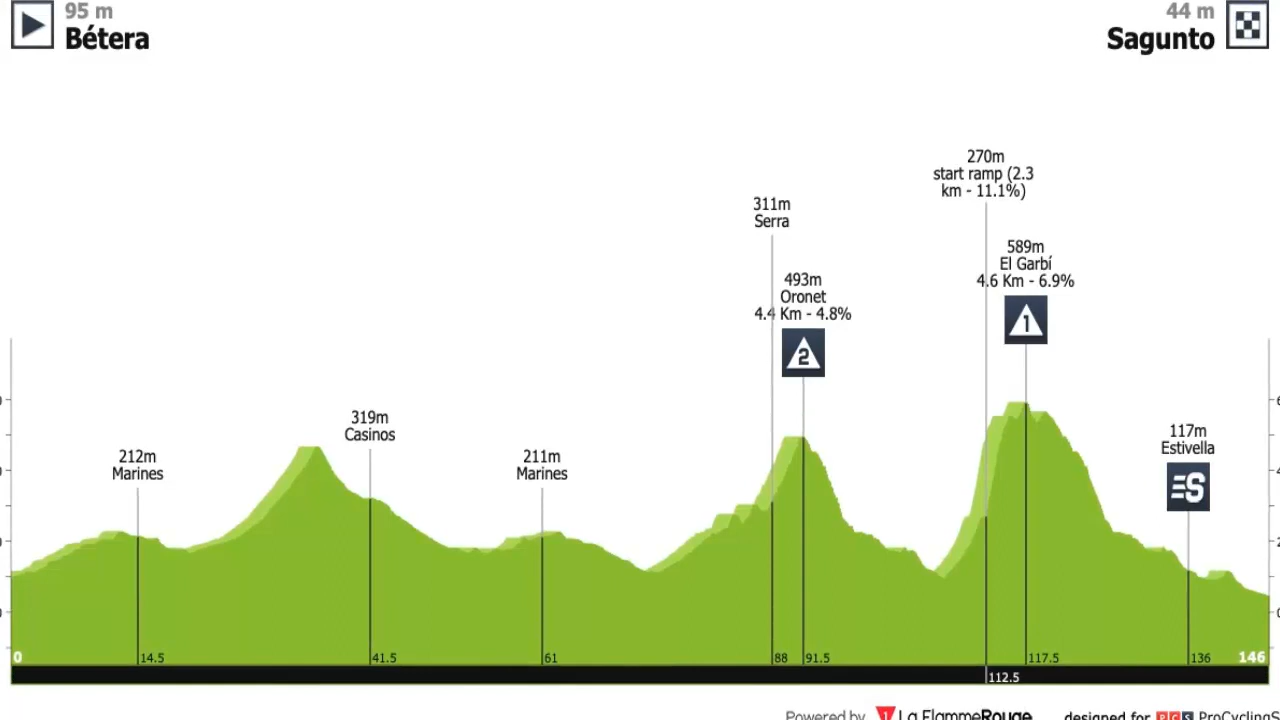 95 m
Bétera
44 m
Sagunto
270m
start ramp (2.3
km - 11.1%)
311m
Serra
589m
El Garbí
4.6 Km - 6.9%
1
493m
Oronet
4.4 Km - 4.8%
2
319m
Casinos
212m
Marines
211m
Marines
117m
Estivella
S
0
14.5
41.5
61
88
91.5
117.5
136
146
112.5
Powered by La FlammeRouge
designed for PCS ProCyclingS